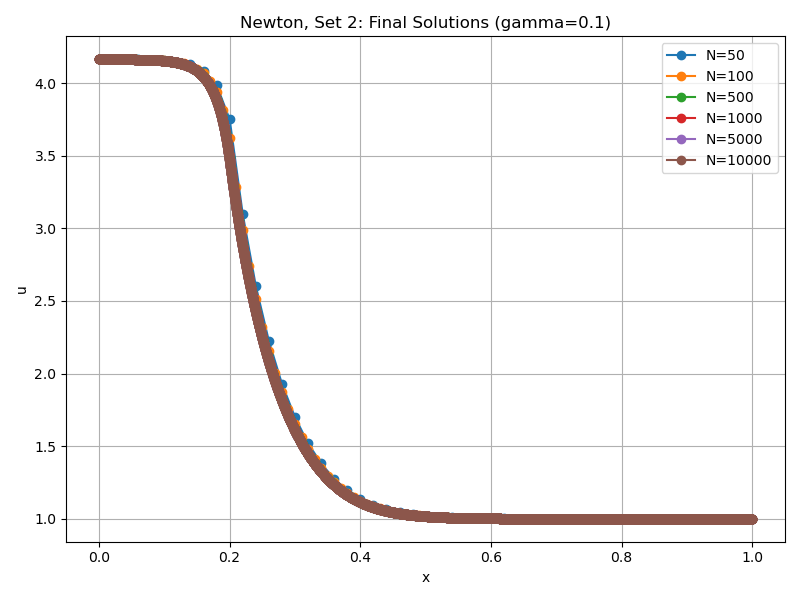 Newton, Set 2: Final Solutions (gamma=0.1)
N=50
N=100
N=500
N=1000
N=5000
N=10000
4.0
3.5
3.0
2.5
2.0
1.5
1.0
u
0.0 0.2 0.4 0.6 0.8 1.0
x